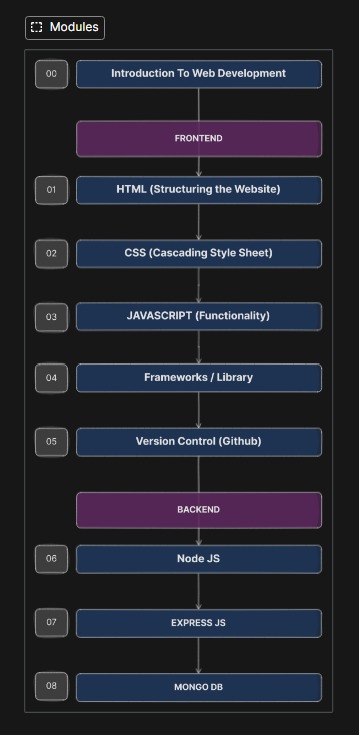 Modules
00
Introduction To Web Development
FRONTEND
01
HTML (Structuring the Website)
02
CSS (Cascading Style Sheet)
03
JAVASCRIPT (Functionality)
04
Frameworks / Library
05
Version Control (Github)
BACKEND
06
Node JS
07
EXPRESS JS
08
MONGO DB